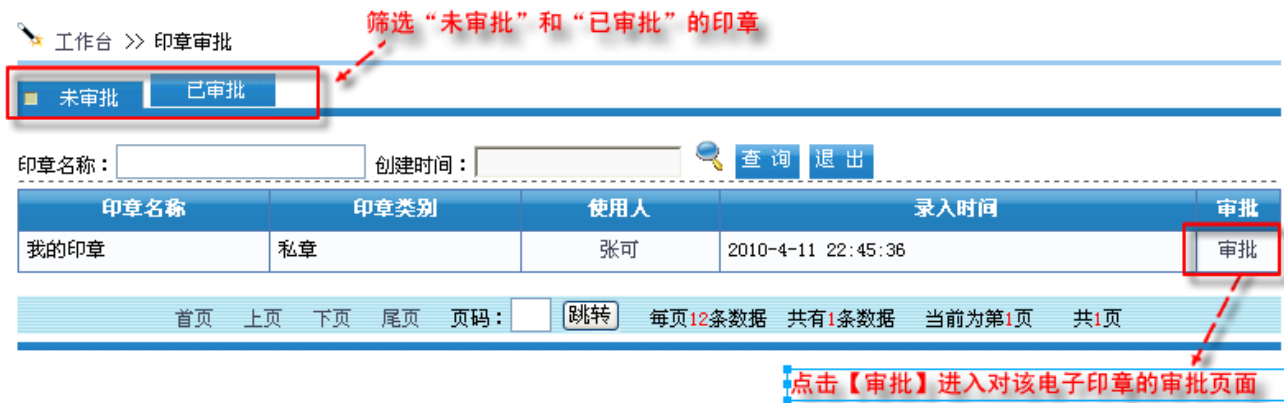 筛选“未审批”和“已审批”的印章
工作台 >> 印章审批
未审批 已审批
印章名称： 创建时间： 查 询 退 出
印章名称 印章类别 使用人 录入时间 审批
我的印章 私章 张可 2010-4-11 22:45:36 审批
首页 上页 下页 尾页 页码： 跳转 每页12条数据 共有1条数据 当前为第1页 共1页
点击【审批】进入对该电子印章的审批页面